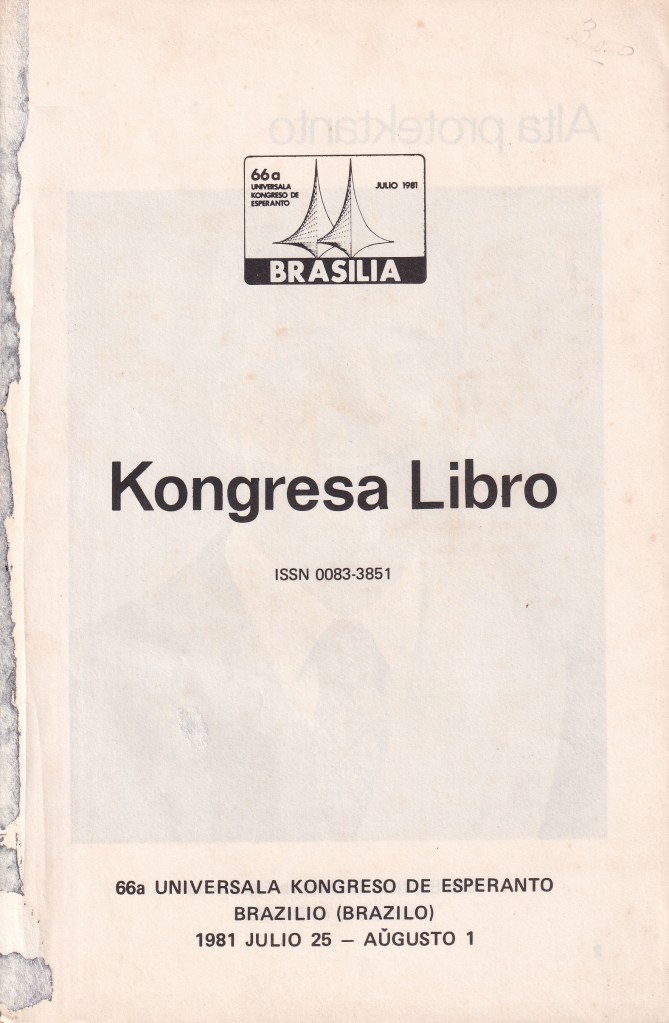 Alta protektanto
66a
UNIVERSALA
KONGRESO DE
ESPERANTO
JULIO 1981
BRASILIA
Kongresa Libro
ISSN 0083-3851
66a UNIVERSALA KONGRESO DE ESPERANTO
BRAZILIO (BRAZILO)
1981 JULIO 25 – AŬGUSTO 1